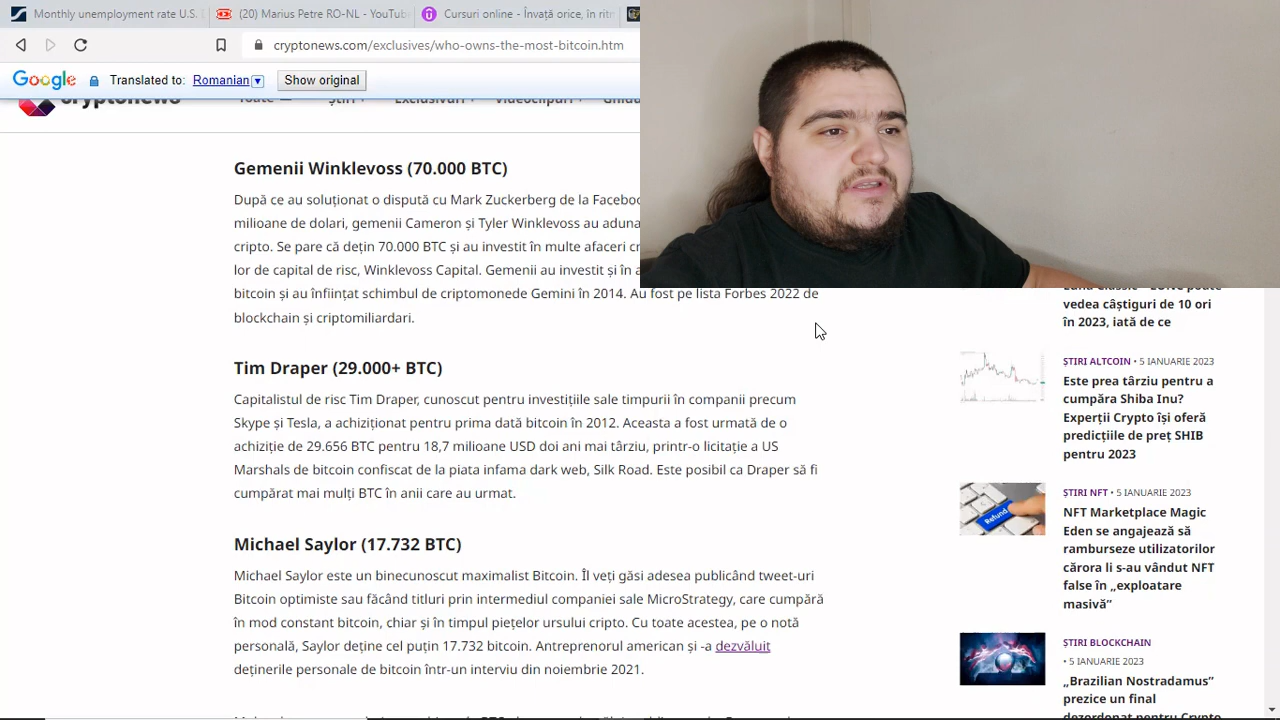 Monthly unemployment rate U.S.
(20) Marius Petre RO-NL - YouTub
Cursuri online - Învață orice, în ritm
cryptonews.com/exclusives/who-owns-the-most-bitcoin.htm
Google Translated to: Romanian Show original
cryptonews Toate Știri Exclusivuri Videoclipuri
Gemenii Winklevoss (70.000 BTC)
După ce au soluționat o dispută cu Mark Zuckerberg de la Faceboo
milioane de dolari, gemenii Cameron și Tyler Winklevoss au aduna
cripto. Se pare că dețin 70.000 BTC și au investit în multe afaceri cr
lor de capital de risc, Winklevoss Capital. Gemenii au investit și în a
bitcoin și au înființat schimbul de criptomonede Gemini în 2014. Au fost pe lista Forbes 2022 de
blockchain și criptomiliardari.
Tim Draper (29.000+ BTC)
Capitalistul de risc Tim Draper, cunoscut pentru investițiile sale timpurii în companii precum
Skype și Tesla, a achiziționat pentru prima dată bitcoin în 2012. Aceasta a fost urmată de o
achiziție de 29.656 BTC pentru 18,7 milioane USD doi ani mai târziu, printr-o licitație a US
Marshals de bitcoin confiscat de la piata infama dark web, Silk Road. Este posibil ca Draper să fi
cumpărat mai mulți BTC în anii care au urmat.
Michael Saylor (17.732 BTC)
Michael Saylor este un binecunoscut maximalist Bitcoin. Îl veți găsi adesea publicând tweet-uri
Bitcoin optimiste sau făcând titluri prin intermediul companiei sale MicroStrategy, care cumpără
în mod constant bitcoin, chiar și în timpul piețelor ursului cripto. Cu toate acestea, pe o notă
personală, Saylor deține cel puțin 17.732 bitcoin. Antreprenorul american și -a dezvăluit
deținerile personale de bitcoin într-un interviu din noiembrie 2021.
vedea câștiguri de 10 ori
în 2023, iată de ce
ȘTIRI ALTCOIN • 5 IANUARIE 2023
Este prea târziu pentru a
cumpăra Shiba Inu?
Experții Crypto își oferă
predicțiile de preț SHIB
pentru 2023
Refund
ȘTIRI NFT • 5 IANUARIE 2023
NFT Marketplace Magic
Eden se angajează să
ramburseze utilizatorilor
cărora li s-au vândut NFT
false în „exploatare
masivă”
ȘTIRI BLOCKCHAIN
• 5 IANUARIE 2023
„Brazilian Nostradamus”
prezice un final
dezordonat pentru Crypto